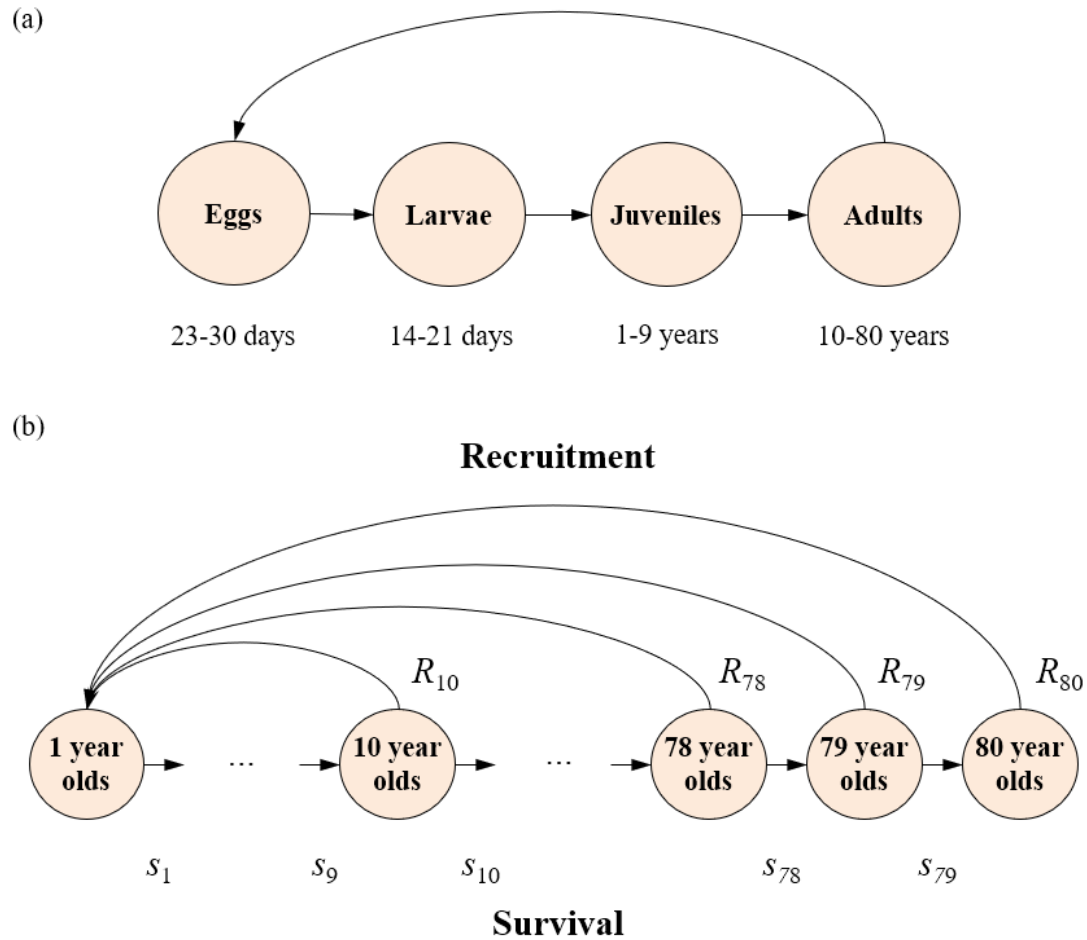 (a)
Eggs
Larvae
Juveniles
Adults
23-30 days
14-21 days
1-9 years
10-80 years
(b)
Recruitment
R10
R78
R79
R80
1 year
olds
...
10 year
olds
...
78 year
olds
79 year
olds
80 year
olds
s1
s9
s10
s78
s79
Survival